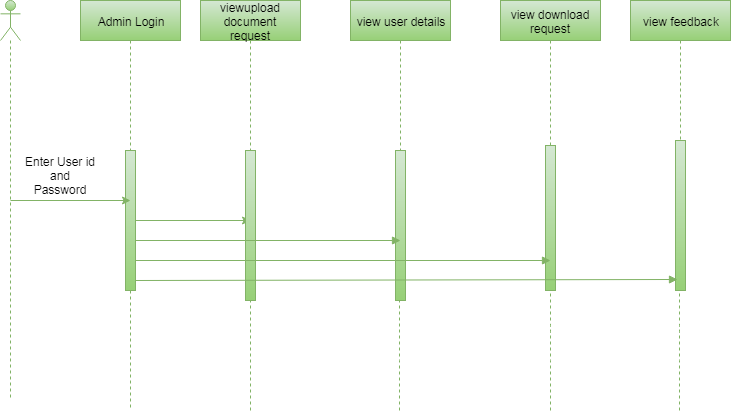 Admin Login
viewupload
document
request
view user details
view download
request
view feedback
Enter User id
and
Password